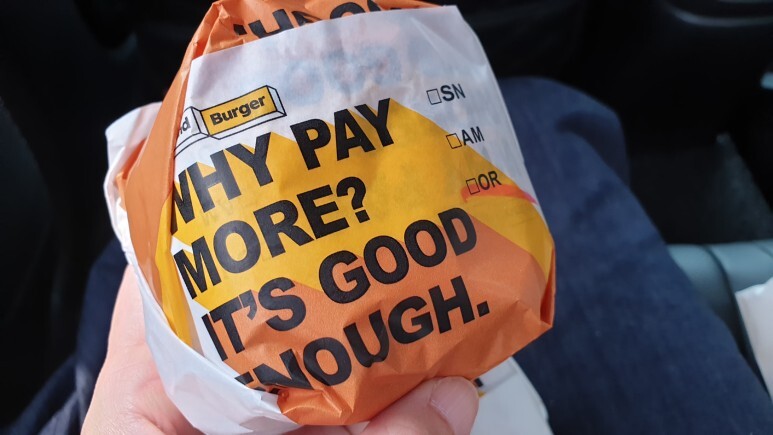 Burger
WHY PAY
MORE?
IT'S GOOD
ENOUGH.
□SN
□AM
□OR